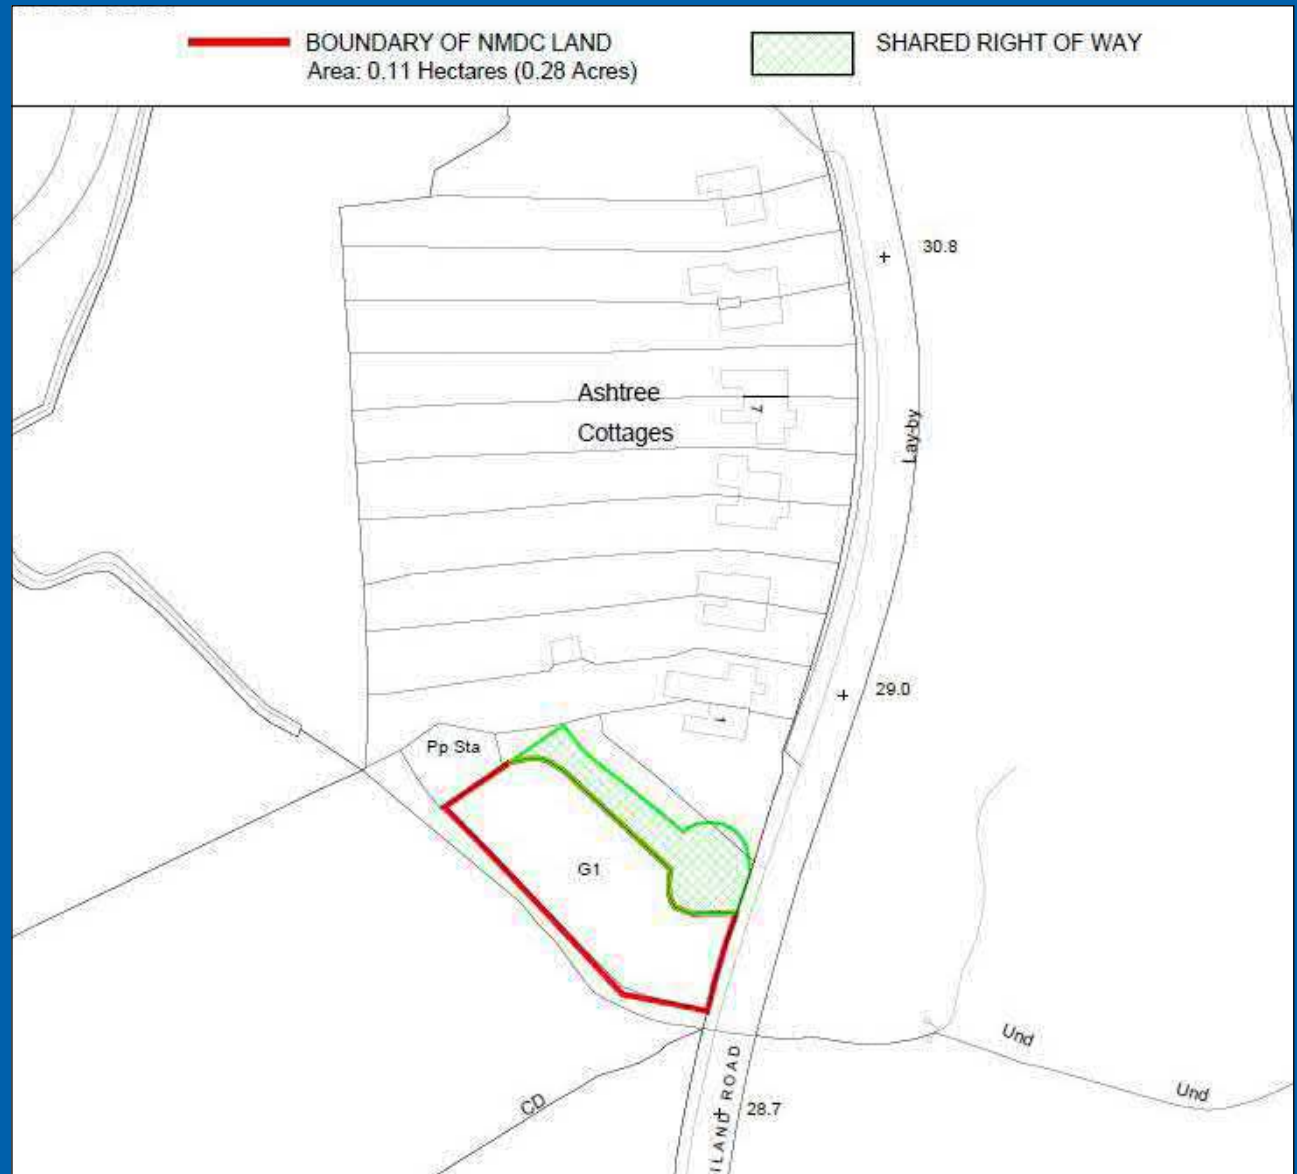 BOUNDARY OF NMDC LAND
Area: 0.11 Hectares (0.28 Acres)
SHARED RIGHT OF WAY
30.8
Ashtree
Cottages
7
Lay-by
29.0
1
Pp Sta
G1
Und
Und
CD
ILAND ROAD
28.7